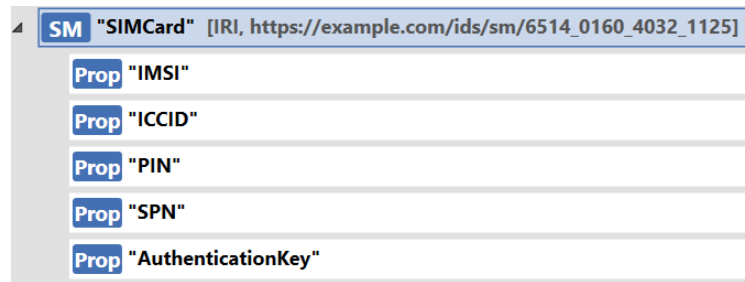 SM "SIMCard" [IRI, https://example.com/ids/sm/6514_0160_4032_1125]
Prop "IMSI"
Prop "ICCID"
Prop "PIN"
Prop "SPN"
Prop "AuthenticationKey"